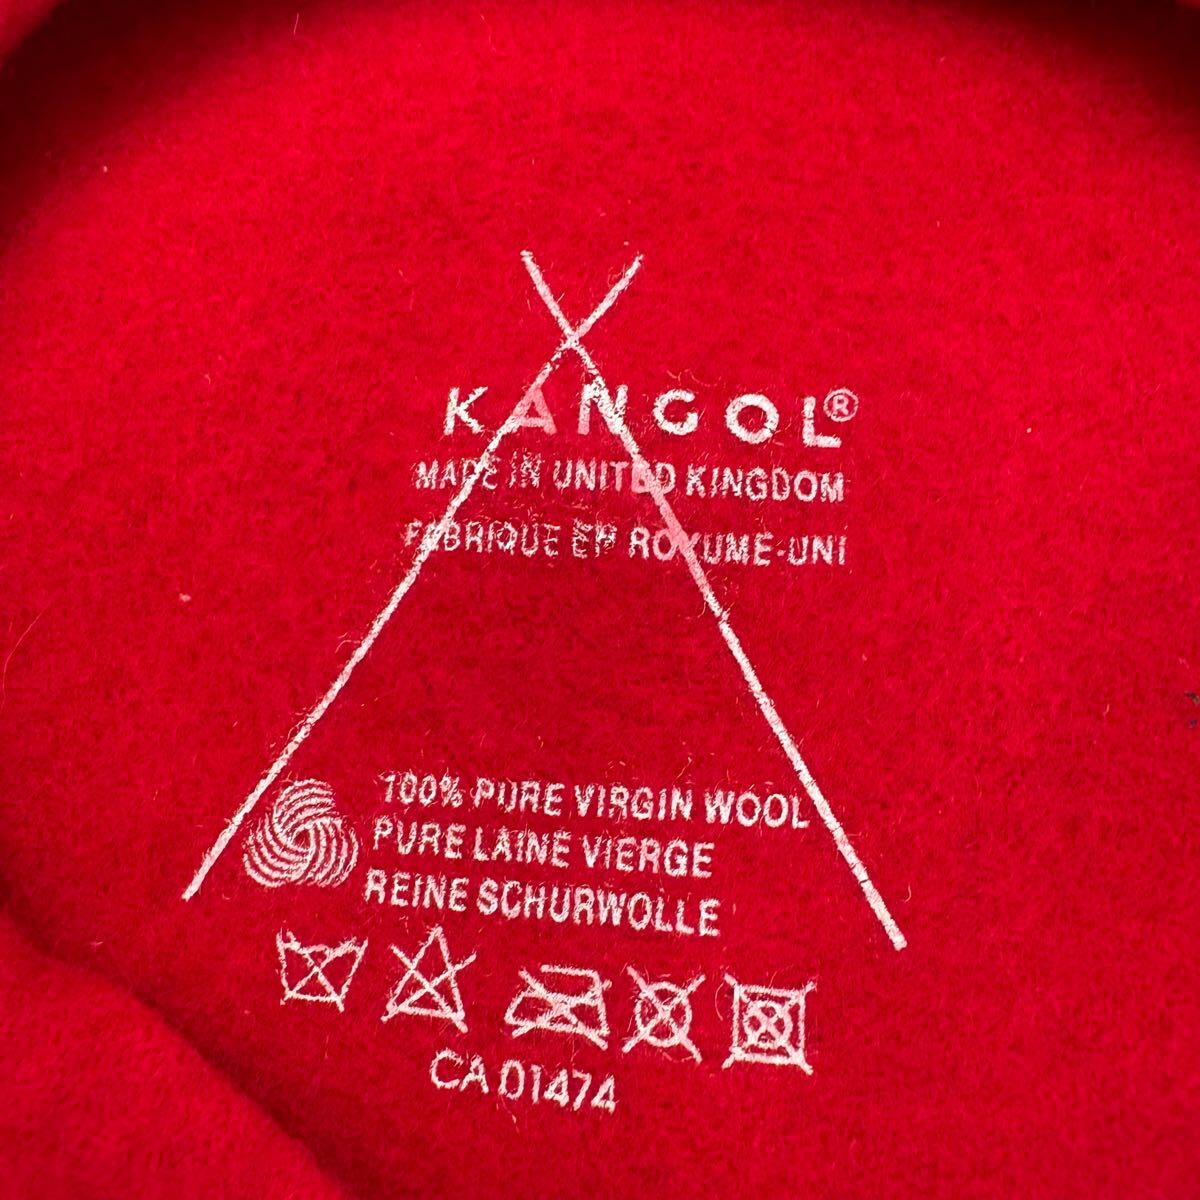 KANGOL®
MADE IN UNITED KINGDOM
FABRIQUE EN ROYUME-UNI
100% PURE VIRGIN WOOL
PURE LAINE VIERGE
REINE SCHURWOLLE
CA 01474